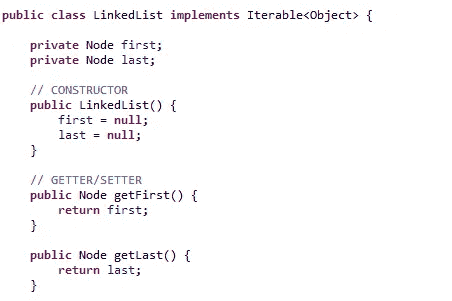 public class LinkedList implements Iterable<Object> {
private Node first;
private Node last;
// CONSTRUCTOR
public LinkedList() {
first = null;
last = null;
}
// GETTER/SETTER
public Node getFirst() {
return first;
}
public Node getLast() {
return last;
}